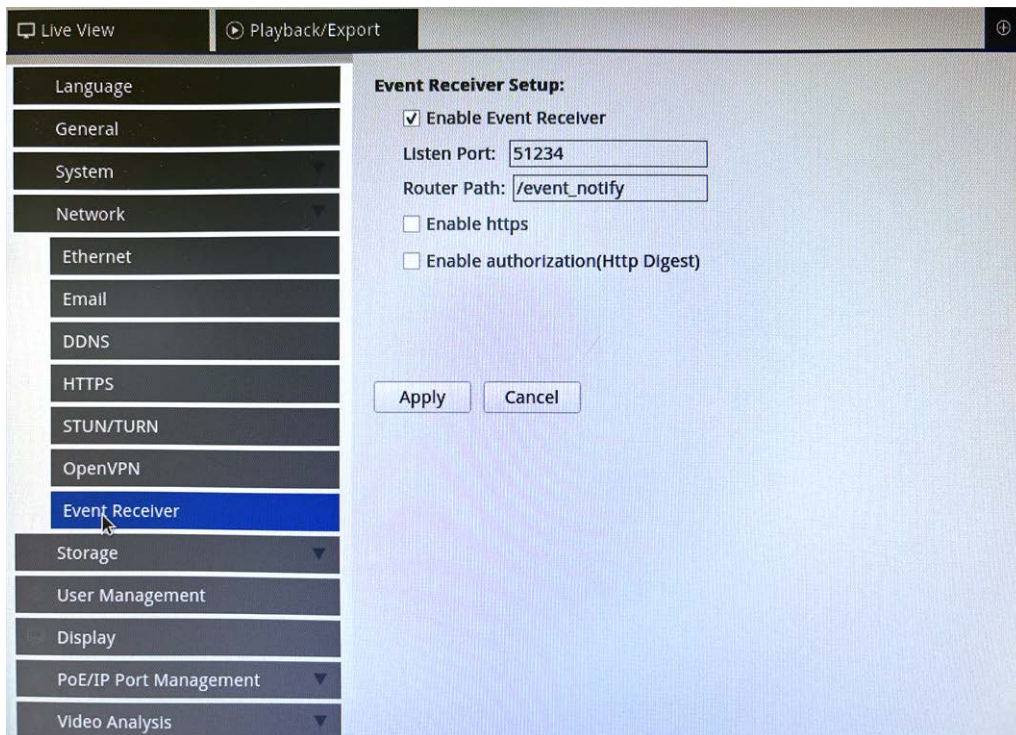 Live View
Playback/Export
Language
General
System
Network
Ethernet
Email
DDNS
HTTPS
STUN/TURN
OpenVPN
Event Receiver
Storage
User Management
Display
PoE/IP Port Management
Video Analysis
Event Receiver Setup:
Enable Event Receiver
Listen Port: 51234
Router Path: /event_notify
Enable https
Enable authorization(Http Digest)
Apply Cancel